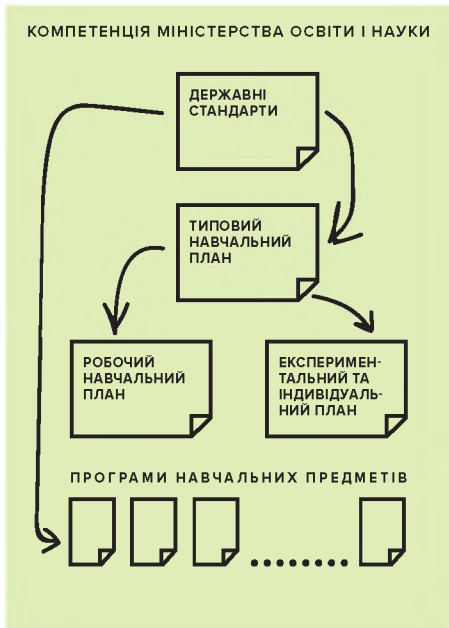 КОМПЕТЕНЦІЯ МІНІСТЕРСТВА ОСВІТИ І НАУКИ
ДЕРЖАВНІ
СТАНДАРТИ
ТИПОВИЙ
НАВЧАЛЬНИЙ
ПЛАН
РОБОЧИЙ
НАВЧАЛЬНИЙ
ПЛАН
ЕКСПЕРИМЕН-
ТАЛЬНИЙ ТА
ІНДИВІДУАЛЬ-
НИЙ ПЛАН
ПРОГРАМИ НАВЧАЛЬНИХ ПРЕДМЕТІВ